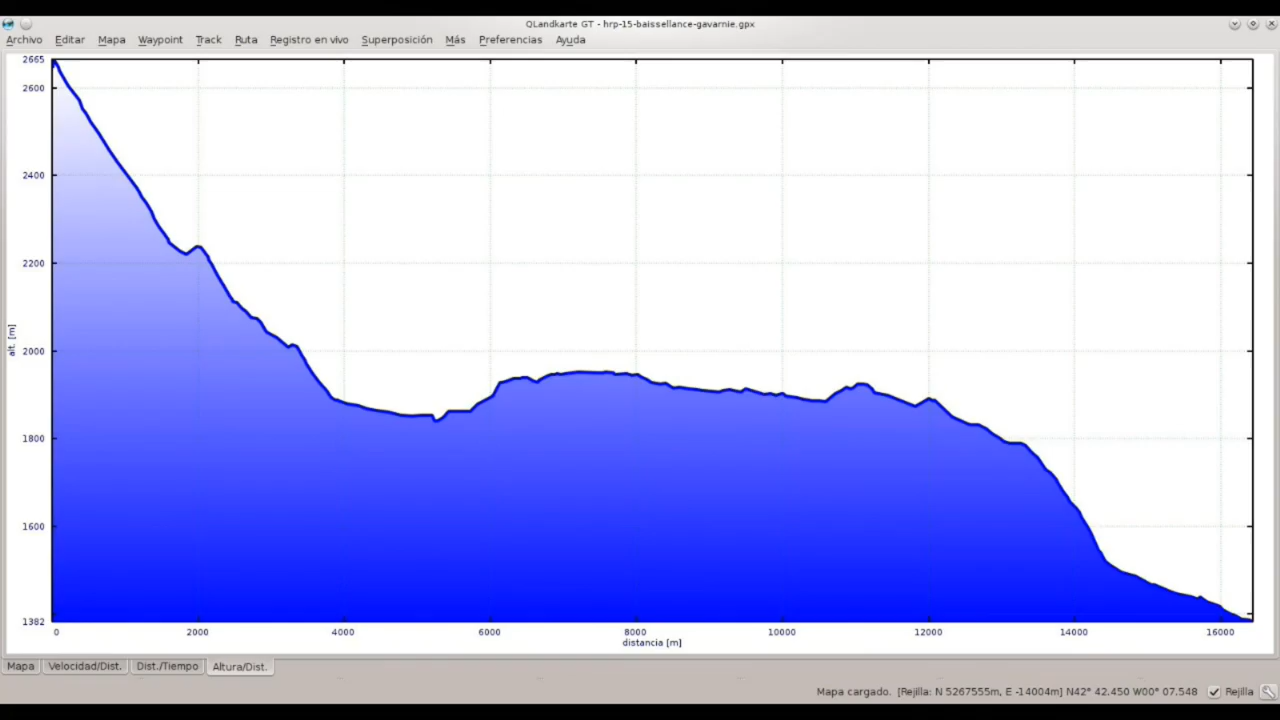 QLandkarte GT - hrp-15-baissellance-gavarnie.gpx
Archivo Editar Mapa Waypoint Track Ruta Registro en vivo Superposición Más Preferencias Ayuda
2665
2600
2400
2200
2000
1800
1600
1382
alt. [m]
0 2000 4000 6000 8000 10000 12000 14000 16000
distancia [m]
Mapa Velocidad/Dist. Dist./Tiempo Altura/Dist.
Mapa cargado. [Rejilla: N 5267555m, E -14004m] N42° 42.450 W00° 07.548 Rejilla